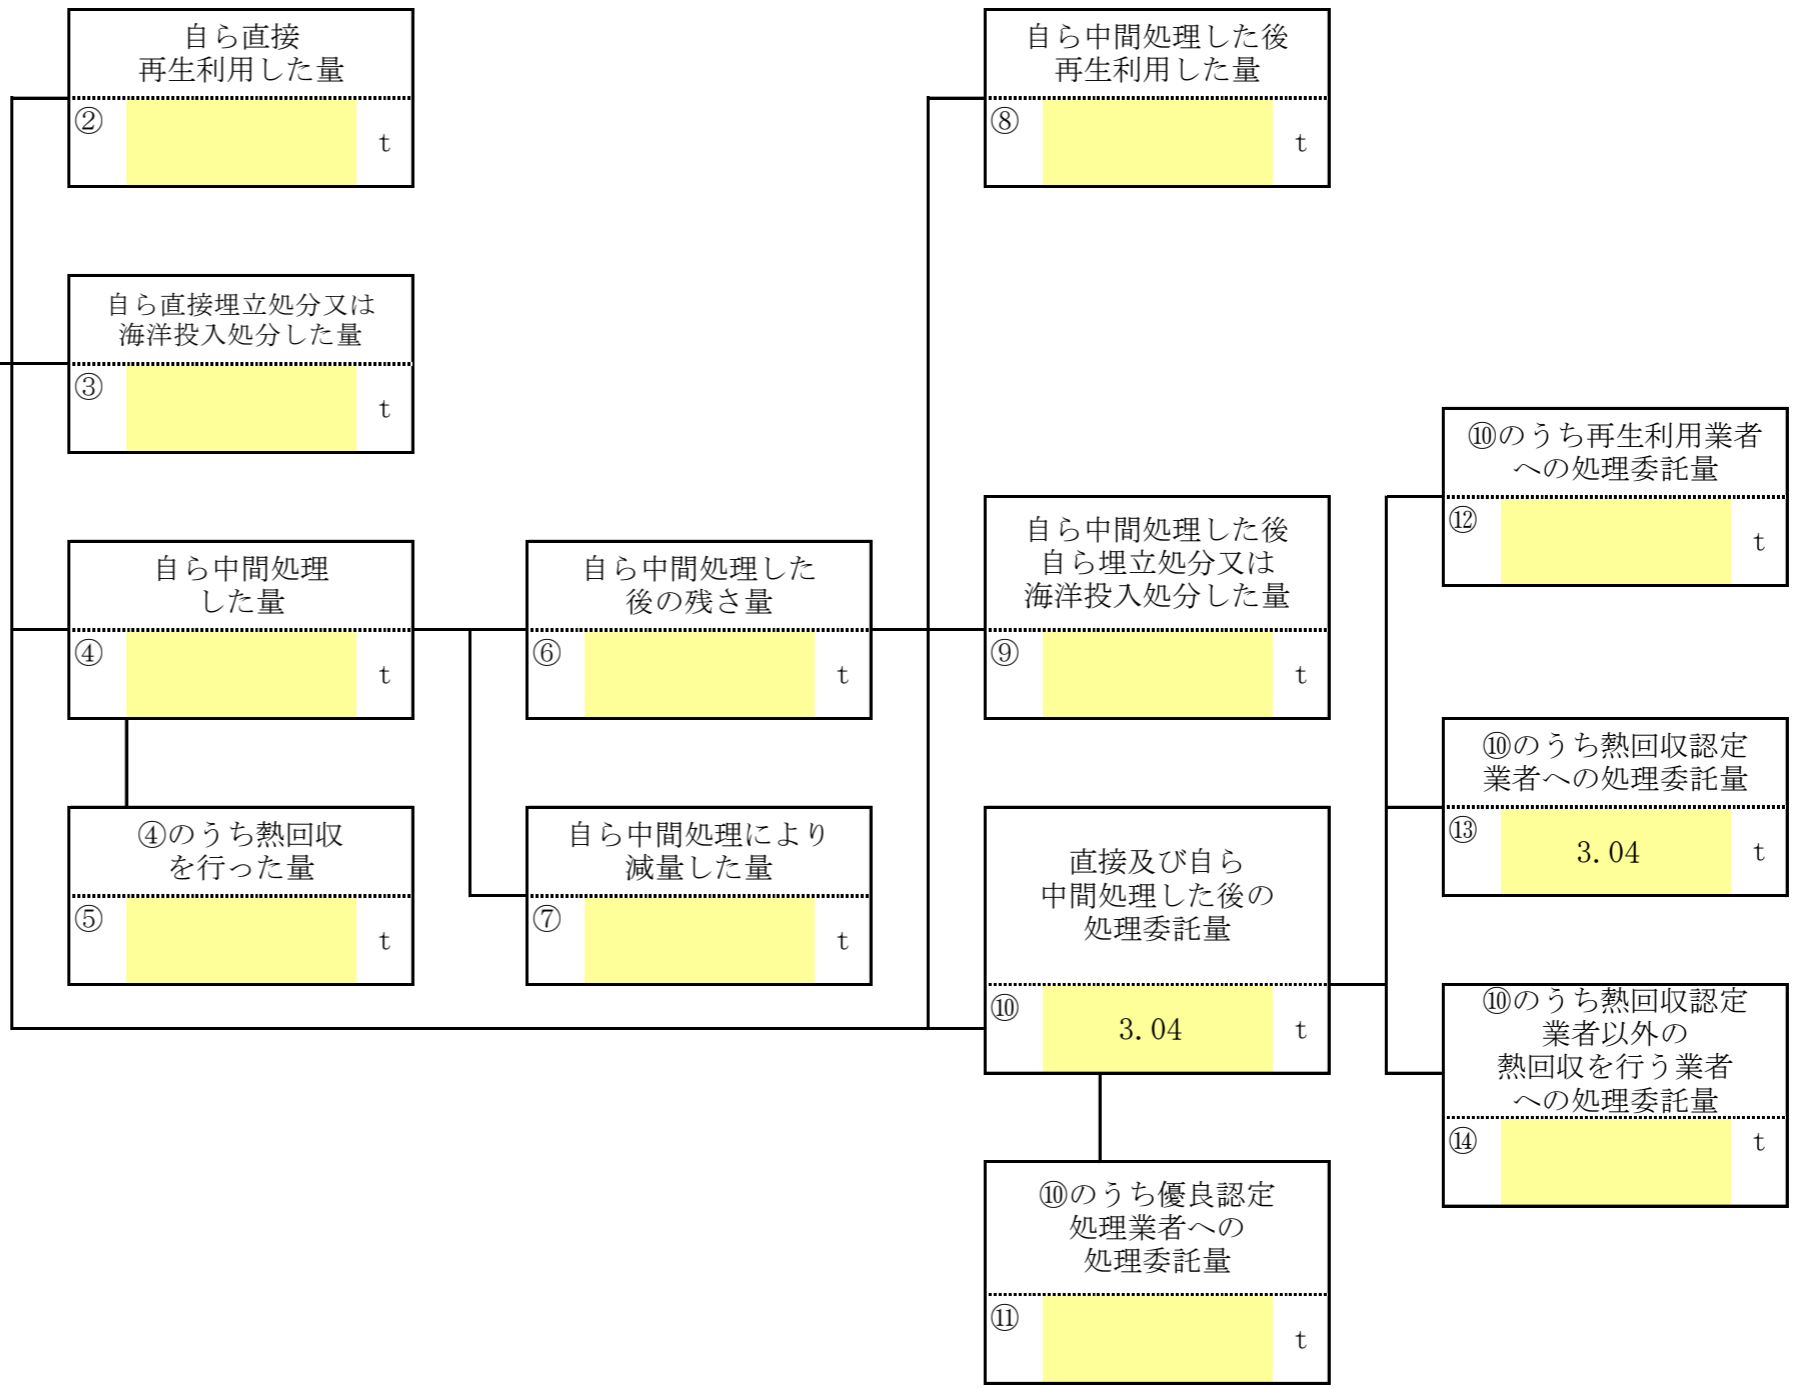 自ら直接
再生利用した量
②
t
自ら直接埋立処分又は
海洋投入処分した量
③
t
自ら中間処理
した量
④
t
④のうち熱回収
を行った量
⑤
t
自ら中間処理した
後の残さ量
⑥
t
自ら中間処理により
減量した量
⑦
t
自ら中間処理した後
再生利用した量
⑧
t
自ら中間処理した後
自ら埋立処分又は
海洋投入処分した量
⑨
t
直接及び自ら
中間処理した後の
処理委託量
⑩ 3.04 t
⑩のうち優良認定
処理業者への
処理委託量
⑪
t
⑩のうち再生利用業者
への処理委託量
⑫
t
⑩のうち熱回収認定
業者への処理委託量
⑬ 3.04 t
⑩のうち熱回収認定
業者以外の
熱回収を行う業者
への処理委託量
⑭ t